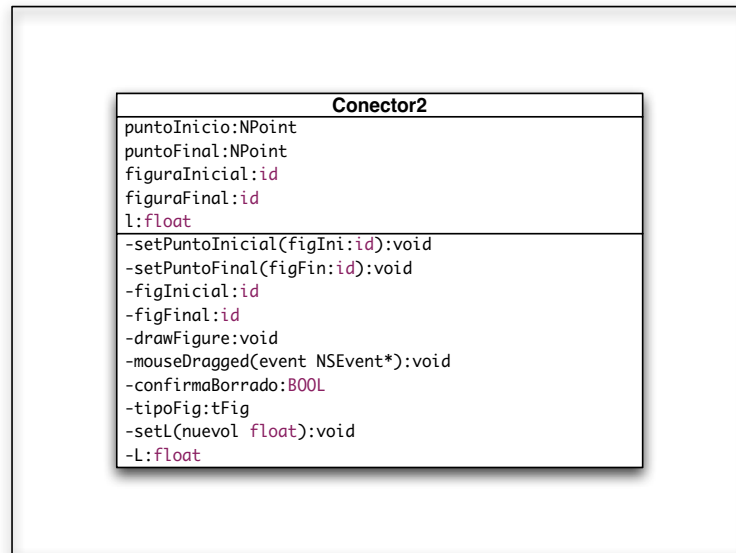 Conector2
puntoInicio:NPoint
puntoFinal:NPoint
figuraInicial:id
figuraFinal:id
l:float
-setPuntoInicial(figIni:id):void
-setPuntoFinal(figFin:id):void
-figInicial:id
-figFinal:id
-drawFigure:void
-mouseDragged(event NSEvent*):void
-confirmaBorrado:BOOL
-tipoFig:tFig
-setL(nuevol float):void
-L:float